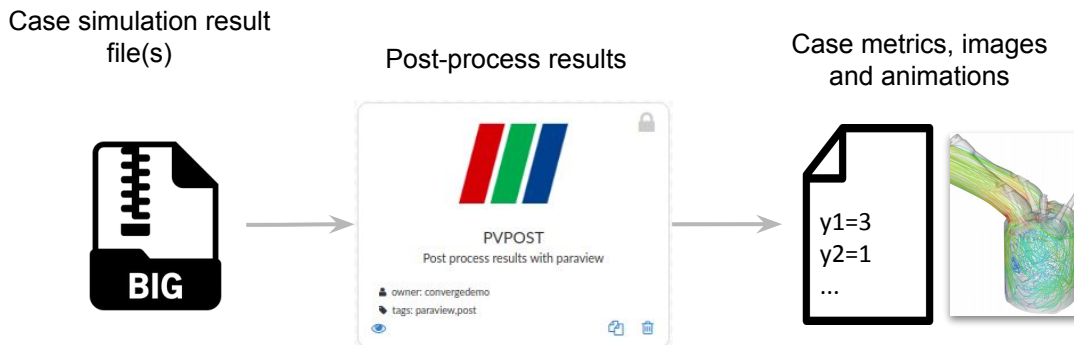 Case simulation result
file(s)
Post-process results
Case metrics, images
and animations
BIG
PVPOST
Post process results with paraview
owner: convergedemo
tags: paraview,post
y1=3
y2=1
...